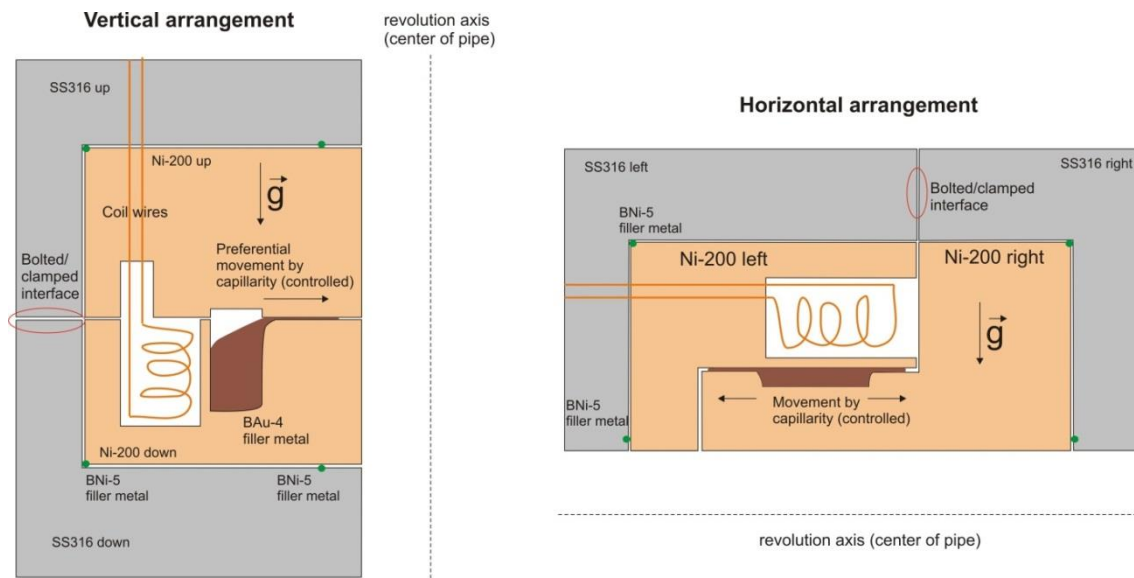 Vertical arrangement
revolution axis
(center of pipe)
SS316 up
Ni-200 up
g
Coil wires
Preferential
movement by
capillarity (controlled)
Bolted/
clamped
interface
BAu-4
filler metal
Ni-200 down
BNi-5
filler metal
BNi-5
filler metal
SS316 down
Horizontal arrangement
SS316 left
SS316 right
Bolted/clamped
interface
BNi-5
filler metal
Ni-200 left
Ni-200 right
g
Movement by
capillarity (controlled)
BNi-5
filler metal
revolution axis (center of pipe)